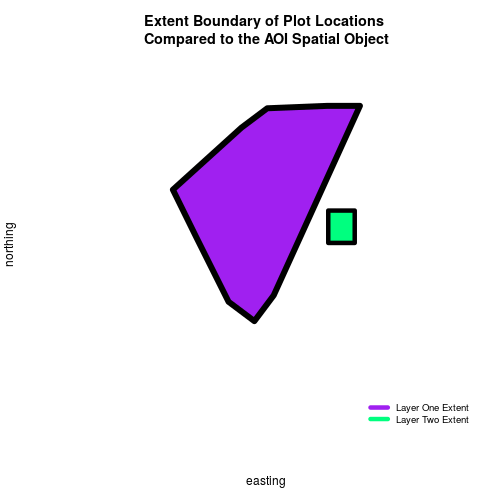 Extent Boundary of Plot Locations
Compared to the AOI Spatial Object
northing
Layer One Extent
Layer Two Extent
easting